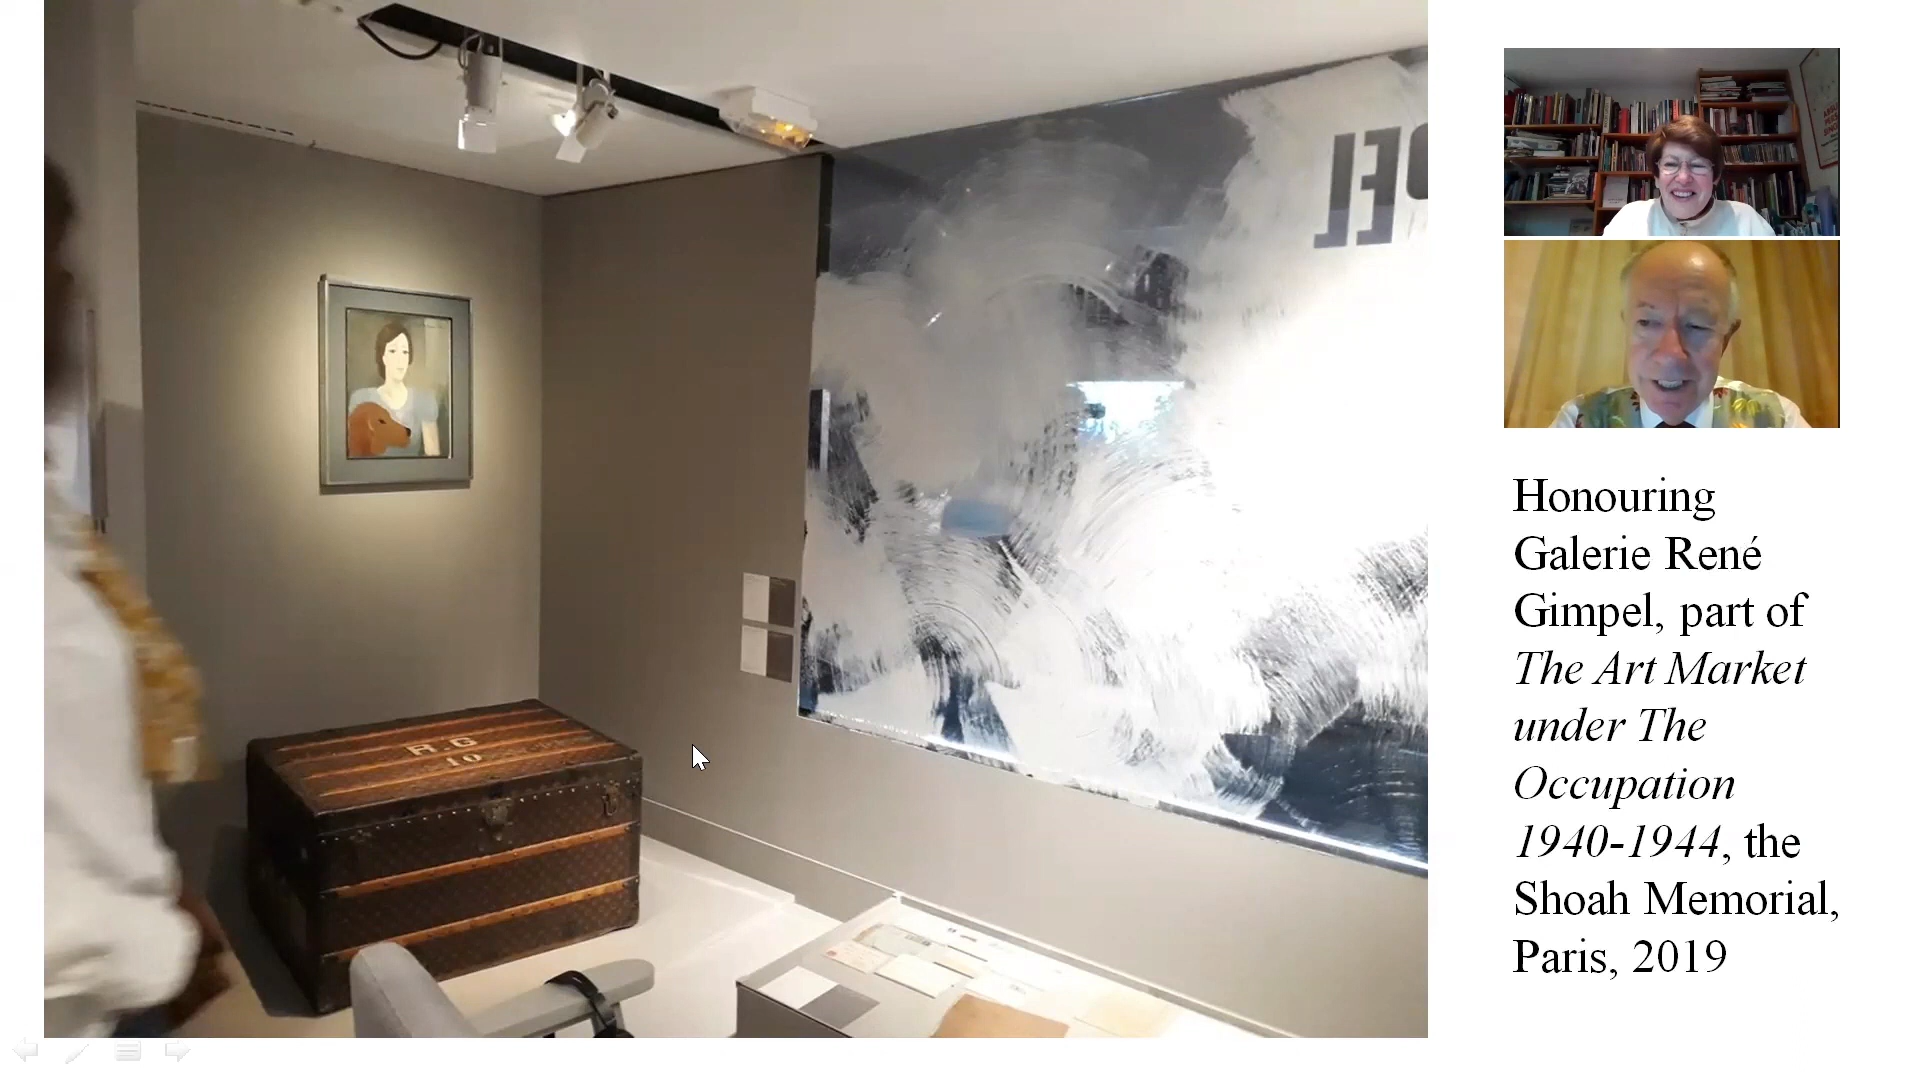 Honouring
Galerie René
Gimpel, part of
The Art Market
under The
Occupation
1940-1944, the
Shoah Memorial,
Paris, 2019
R.G
10